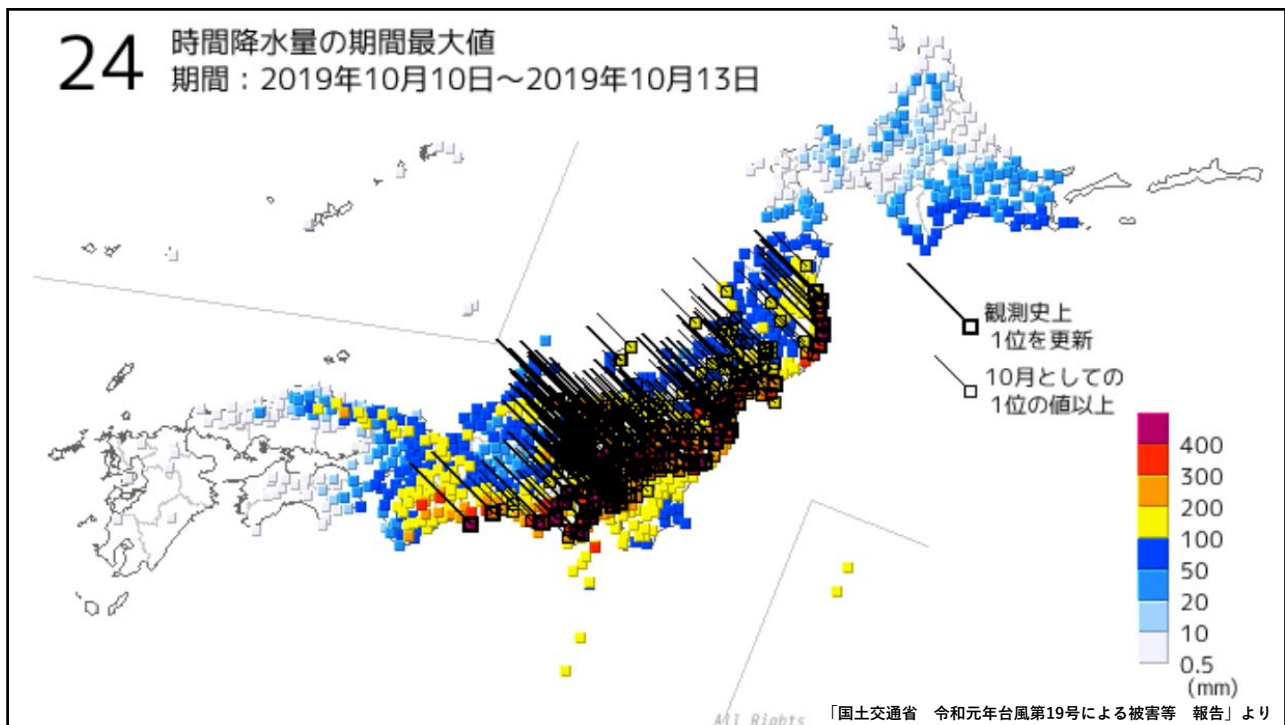 24 時間降水量の期間最大値
期間：2019年10月10日～2019年10月13日
観測史上
1位を更新
10月としての
1位の値以上
400
300
200
100
50
20
10
0.5
(mm)
All Rights
「国土交通省　令和元年台風第19号による被害等　報告」より